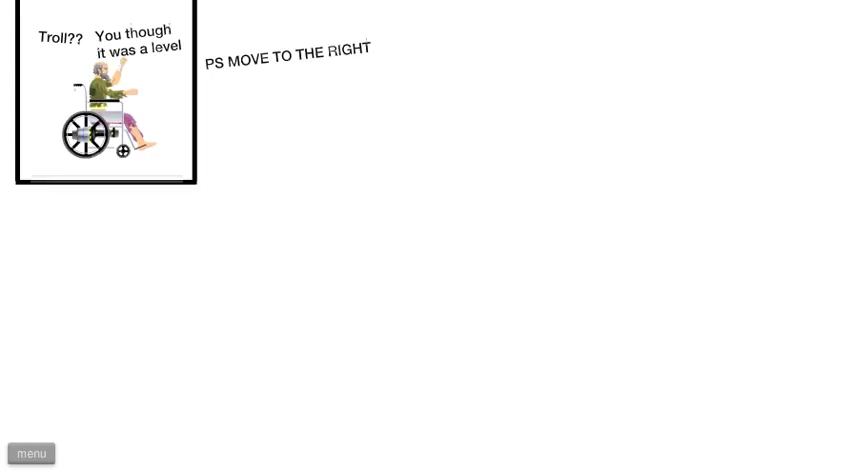 Troll?? You though
it was a level
PS MOVE TO THE RIGHT
menu